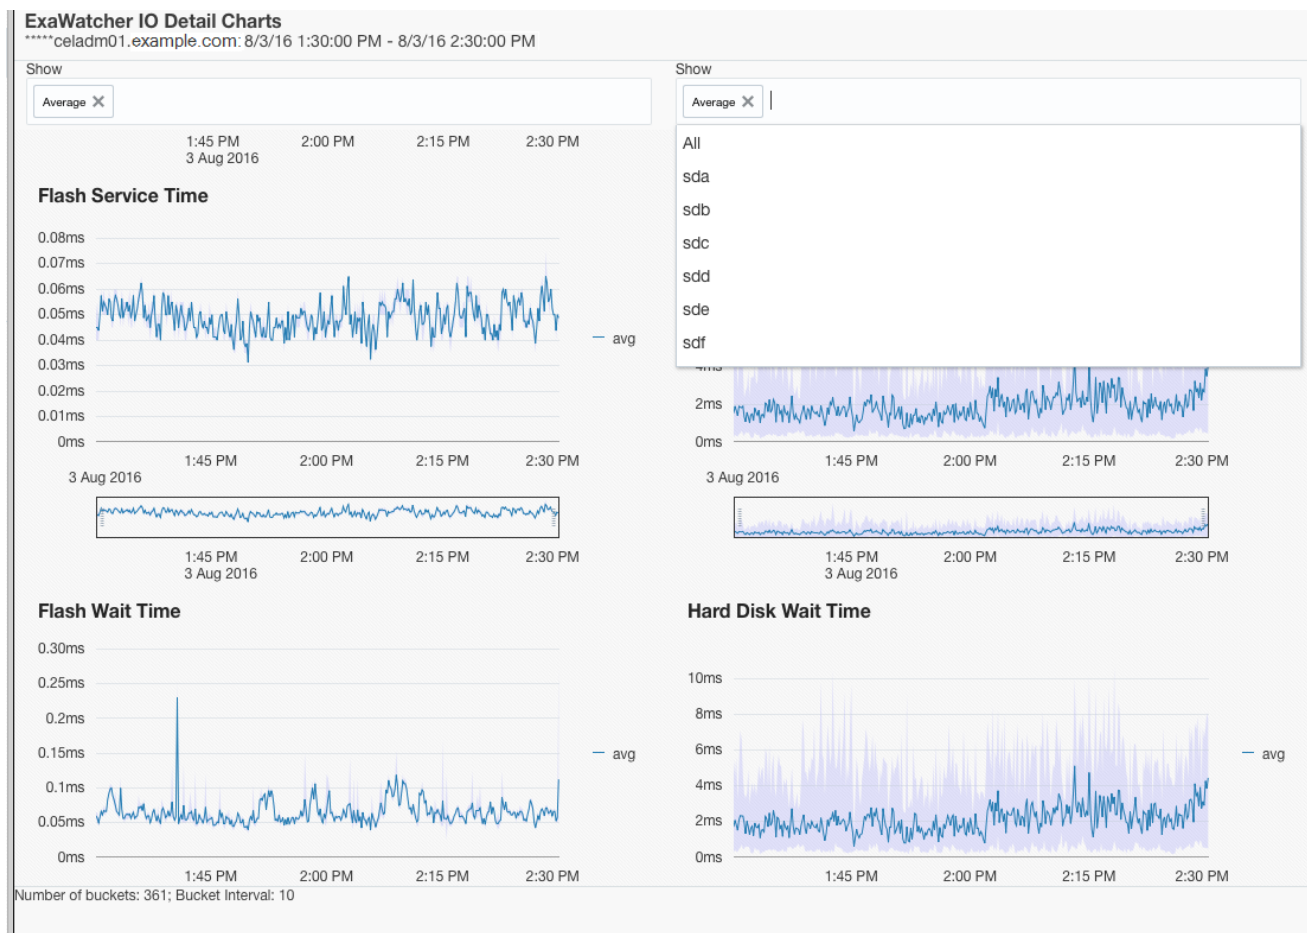 ExaWatcher IO Detail Charts
*****celadm01.example.com: 8/3/16 1:30:00 PM - 8/3/16 2:30:00 PM
Show
Average
1:45 PM 2:00 PM 2:15 PM 2:30 PM
3 Aug 2016
Flash Service Time
0.08ms
0.07ms
0.06ms
0.05ms
0.04ms
0.03ms
0.02ms
0.01ms
0ms
avg
1:45 PM 2:00 PM 2:15 PM 2:30 PM
3 Aug 2016
1:45 PM 2:00 PM 2:15 PM 2:30 PM
3 Aug 2016
Flash Wait Time
0.30ms
0.25ms
0.2ms
0.15ms
0.1ms
0.05ms
0ms
avg
1:45 PM 2:00 PM 2:15 PM 2:30 PM
Show
Average
All
sda
sdb
sdc
sdd
sde
sdf
4ms
2ms
0ms
1:45 PM 2:00 PM 2:15 PM 2:30 PM
3 Aug 2016
1:45 PM 2:00 PM 2:15 PM 2:30 PM
3 Aug 2016
Hard Disk Wait Time
10ms
8ms
6ms
4ms
2ms
0ms
avg
1:45 PM 2:00 PM 2:15 PM 2:30 PM
Number of buckets: 361; Bucket Interval: 10